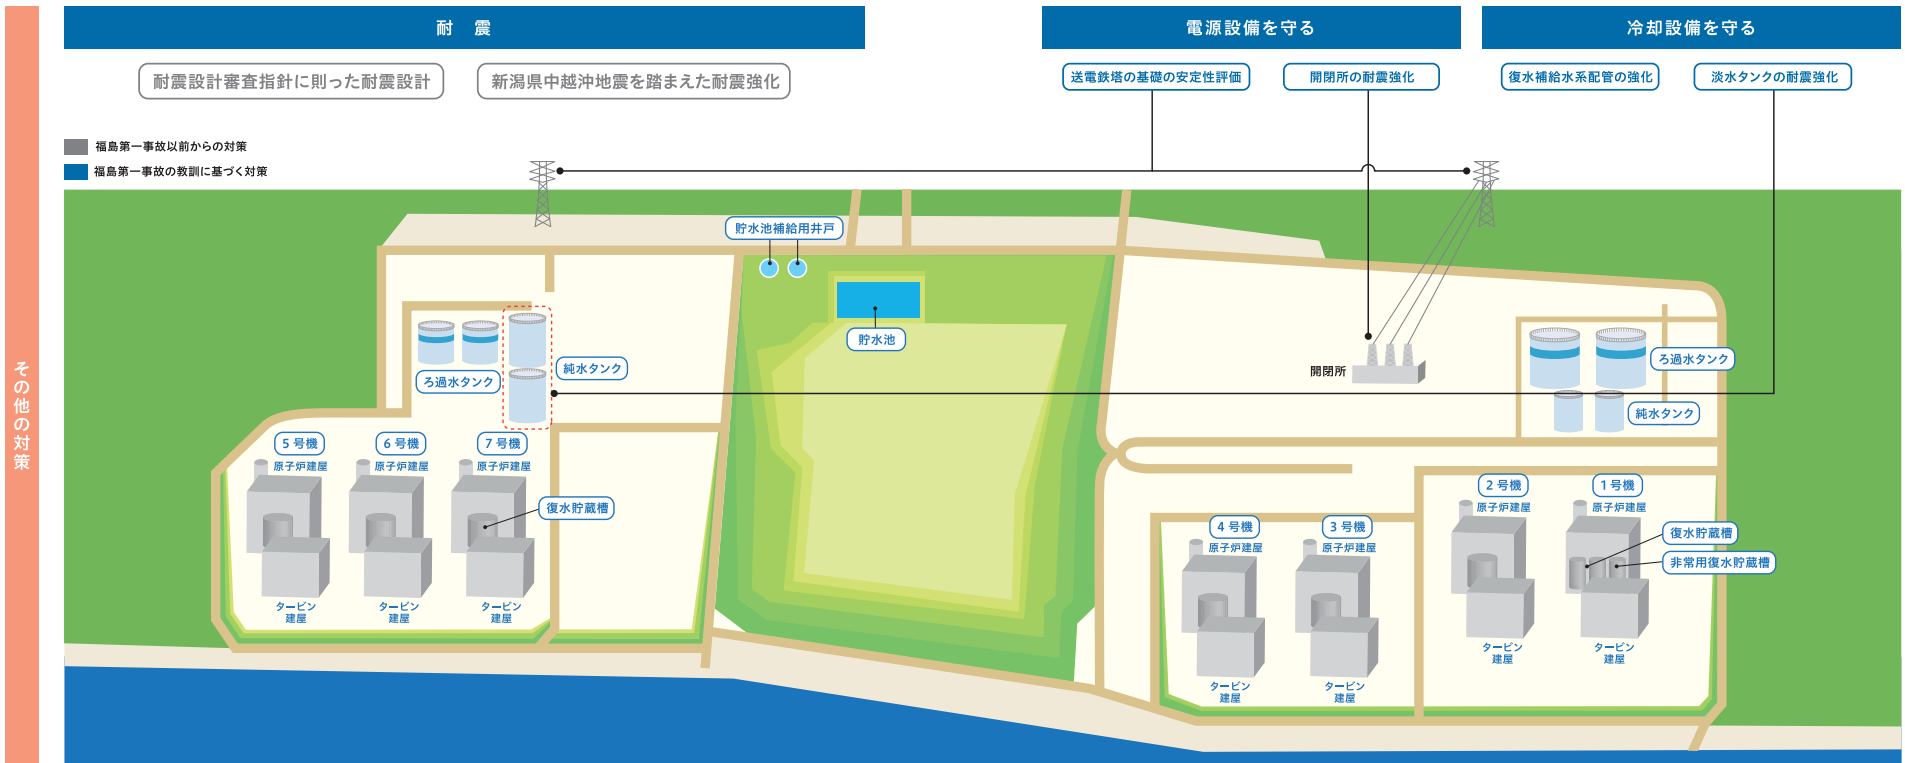 その他の対策
耐 震
電源設備を守る
冷却設備を守る
耐震設計審査指針に則った耐震設計
新潟県中越沖地震を踏まえた耐震強化
送電鉄塔の基礎の安定性評価
開閉所の耐震強化
復水補給水系配管の強化
淡水タンクの耐震強化
福島第一事故以前からの対策
福島第一事故の教訓に基づく対策
貯水池補給用井戸
貯水池
純水タンク
ろ過水タンク
開閉所
ろ過水タンク
純水タンク
5号機
原子炉建屋
タービン
建屋
6号機
原子炉建屋
タービン
建屋
7号機
原子炉建屋
復水貯蔵槽
タービン
建屋
4号機
原子炉建屋
タービン
建屋
3号機
原子炉建屋
タービン
建屋
2号機
原子炉建屋
タービン
建屋
1号機
原子炉建屋
復水貯蔵槽
非常用復水貯蔵槽
タービン
建屋